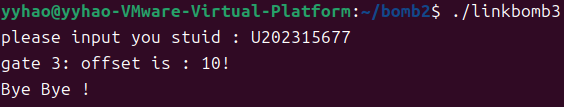 yyhao@yyhao-VMware-Virtual-Platform:~/bomb2$ ./linkbomb3
please input you stuid : U202315677
gate 3: offset is : 10!
Bye Bye !